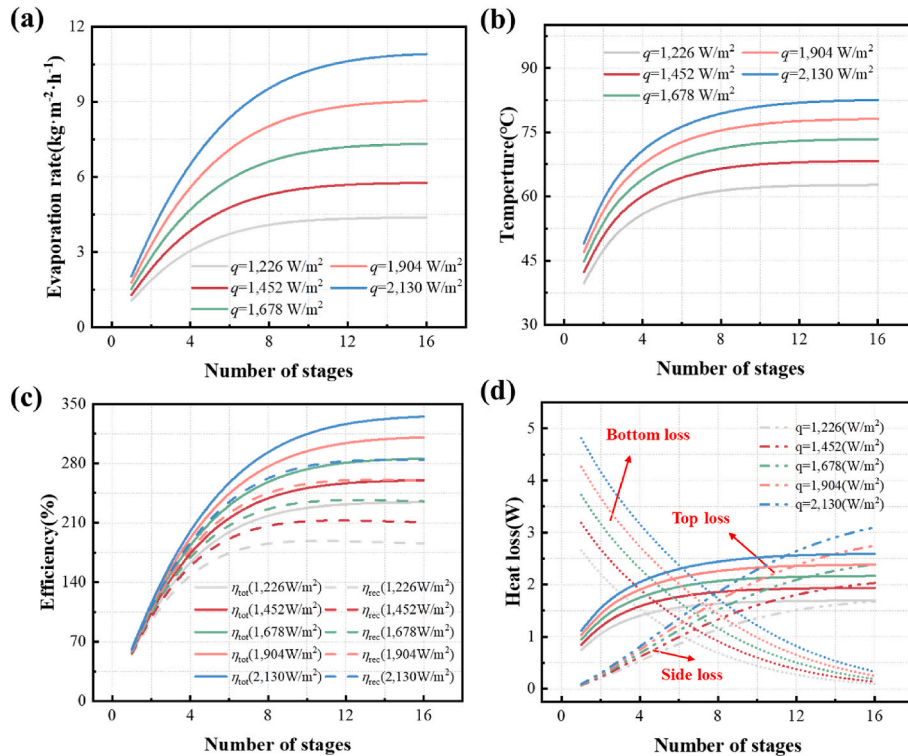 (a)
12
9
6
3
0
Evaporation rate(kg·m⁻²·h⁻¹)
q=1,226 W/m² q=1,904 W/m²
q=1,452 W/m² q=2,130 W/m²
q=1,678 W/m²
0 4 8 12 16
Number of stages
(b)
90
75
60
45
30
Temperture(°C)
q=1,226 W/m² q=1,904 W/m²
q=1,452 W/m² q=2,130 W/m²
q=1,678 W/m²
0 4 8 12 16
Number of stages
(c)
350
280
210
140
70
0
Efficiency(%)
ηtot(1,226W/m²) ηrec(1,226W/m²)
ηtot(1,452W/m²) ηrec(1,452W/m²)
ηtot(1,678W/m²) ηrec(1,678W/m²)
ηtot(1,904W/m²) ηrec(1,904W/m²)
ηtot(2,130W/m²) ηrec(2,130W/m²)
0 4 8 12 16
Number of stages
(d)
5
4
3
2
1
0
Heat loss(W)
Bottom loss
Top loss
Side loss
q=1,226(W/m²)
q=1,452(W/m²)
q=1,678(W/m²)
q=1,904(W/m²)
q=2,130(W/m²)
0 4 8 12 16
Number of stages